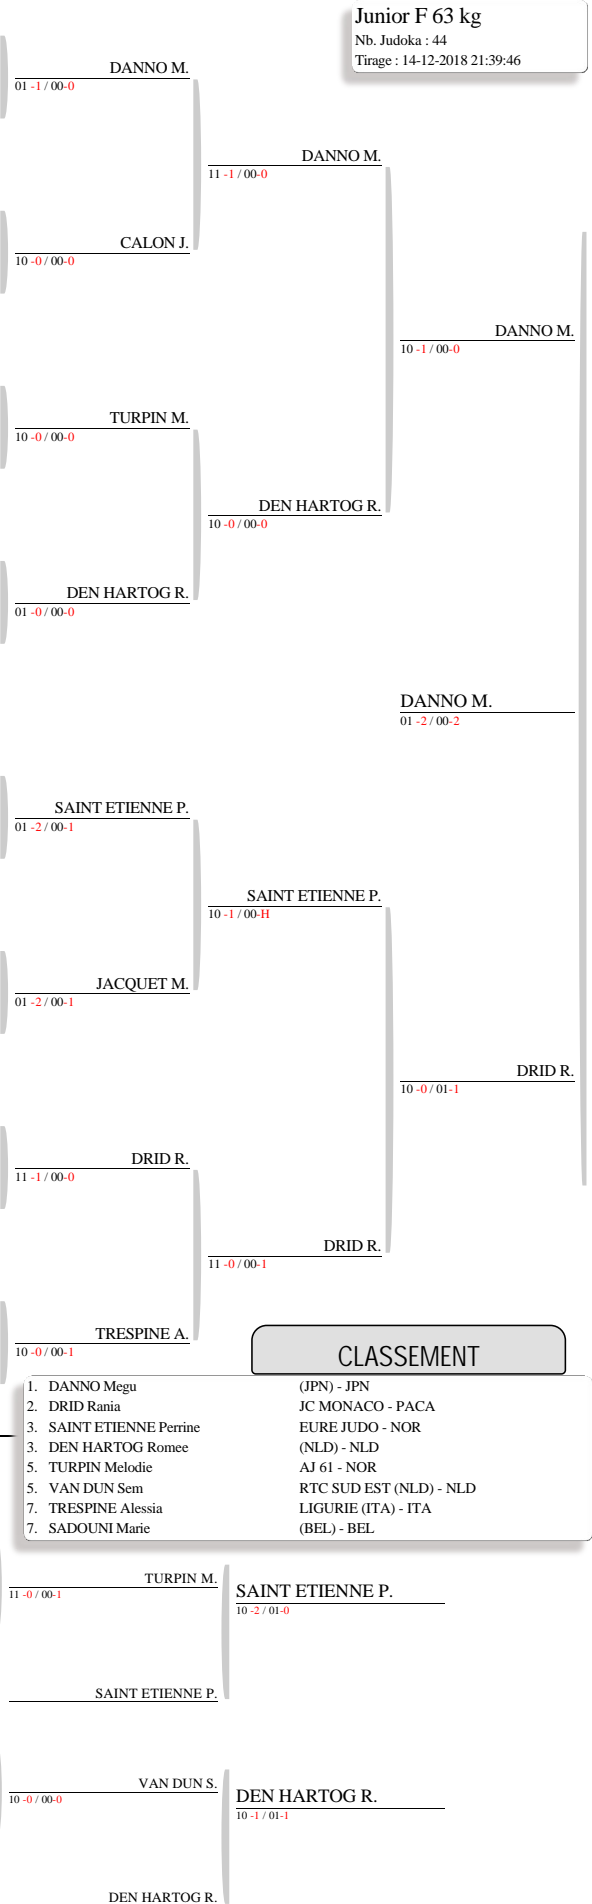 Junior F 63 kg
Nb. Judoka : 44
Tirage : 14-12-2018 21:39:46
DANNO M.
01 -1 / 00-0
DANNO M.
11 -1 / 00-0
CALON J.
10 -0 / 00-0
DANNO M.
10 -1 / 00-0
TURPIN M.
10 -0 / 00-0
DEN HARTOG R.
10 -0 / 00-0
DEN HARTOG R.
01 -0 / 00-0
DANNO M.
01 -2 / 00-2
SAINT ETIENNE P.
01 -2 / 00-1
SAINT ETIENNE P.
10 -1 / 00-H
JACQUET M.
01 -2 / 00-1
DRID R.
10 -0 / 01-1
DRID R.
11 -1 / 00-0
DRID R.
11 -0 / 00-1
TRESPINE A.
10 -0 / 00-1
CLASSEMENT
1. DANNO Megu (JPN) - JPN
2. DRID Rania JC MONACO - PACA
3. SAINT ETIENNE Perrine EURE JUDO - NOR
3. DEN HARTOG Romee (NLD) - NLD
5. TURPIN Melodie AJ 61 - NOR
5. VAN DUN Sem RTC SUD EST (NLD) - NLD
7. TRESPINE Alessia LIGURIE (ITA) - ITA
7. SADOUNI Marie (BEL) - BEL
TURPIN M.
11 -0 / 00-1
SAINT ETIENNE P.
10 -2 / 01-0
SAINT ETIENNE P.
VAN DUN S.
10 -0 / 00-0
DEN HARTOG R.
10 -1 / 01-1
DEN HARTOG R.